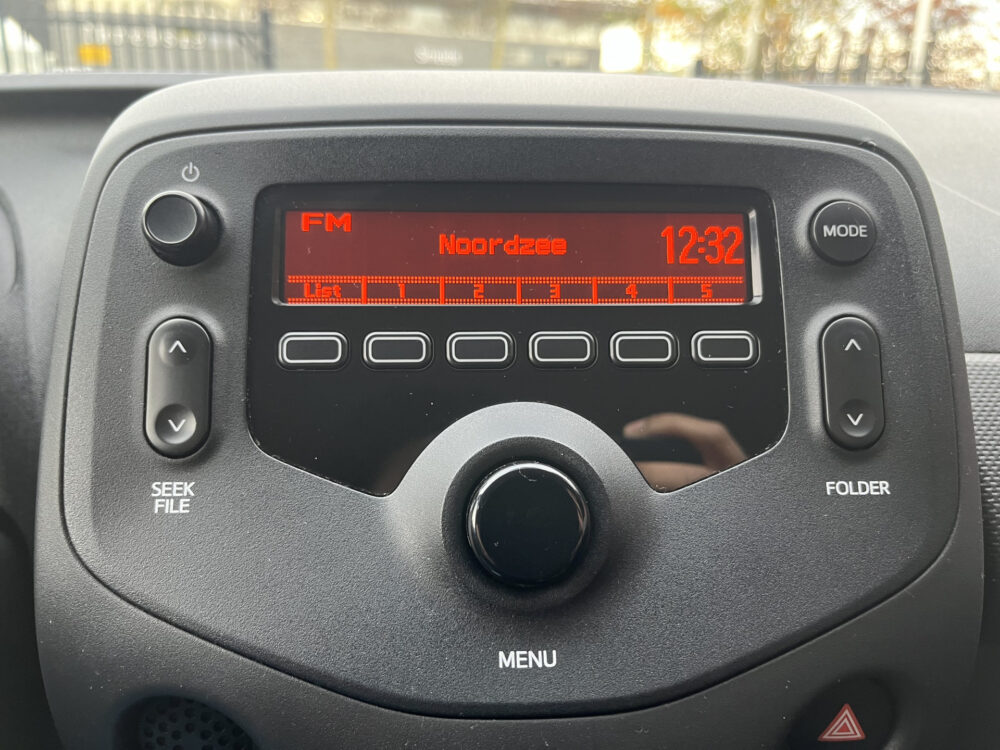 FM
Noordzee
12:32
List 1 2 3 4 5
MODE
SEEK
FILE
FOLDER
MENU